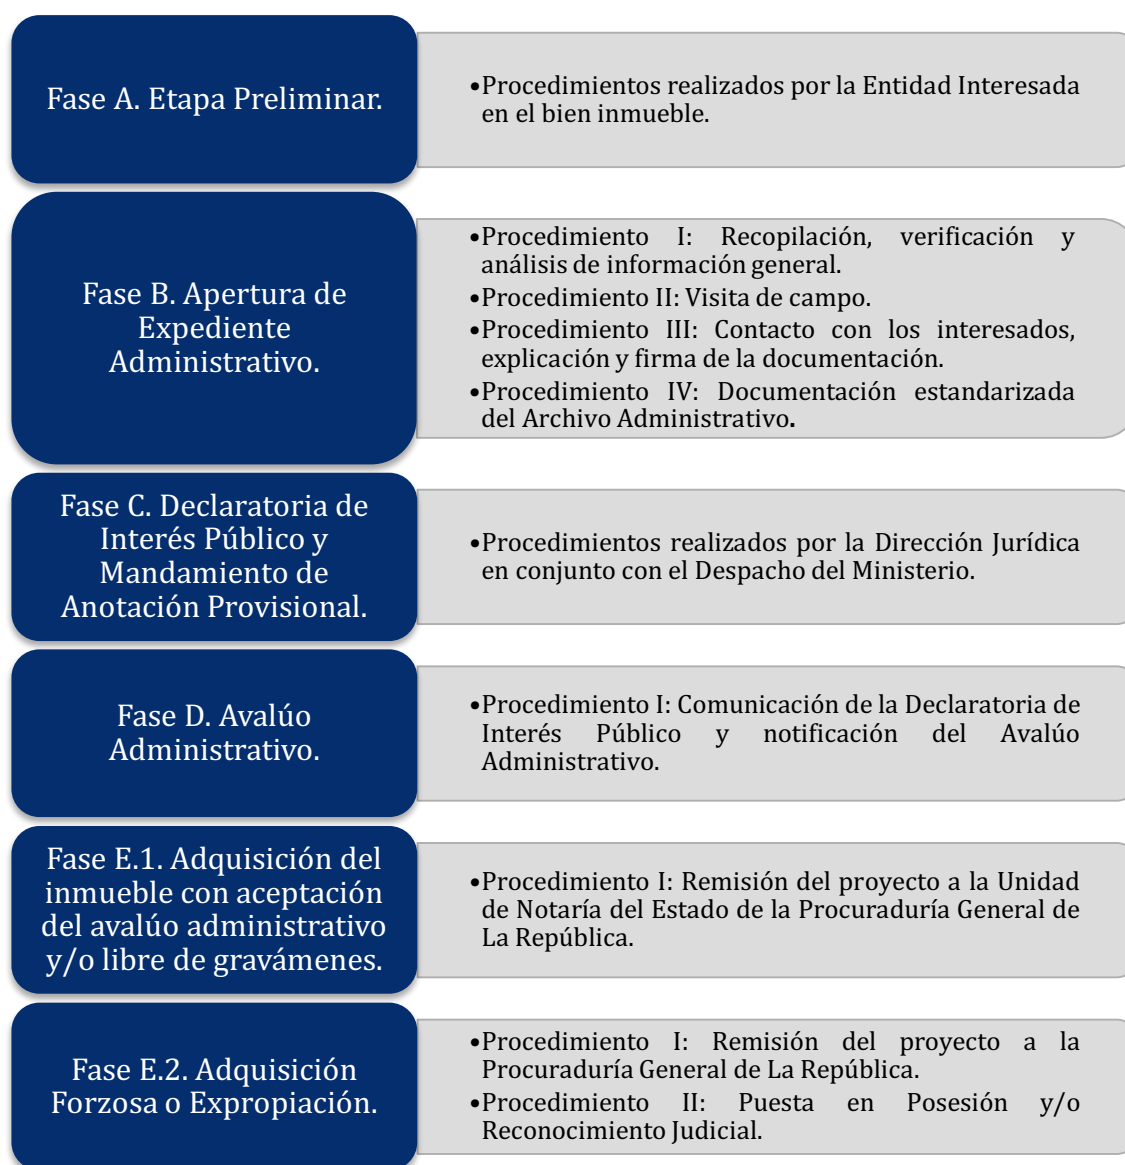 Fase A. Etapa Preliminar.
•Procedimientos realizados por la Entidad Interesada
en el bien inmueble.
Fase B. Apertura de
Expediente
Administrativo.
•Procedimiento I: Recopilación, verificación y
análisis de información general.
•Procedimiento II: Visita de campo.
•Procedimiento III: Contacto con los interesados,
explicación y firma de la documentación.
•Procedimiento IV: Documentación estandarizada
del Archivo Administrativo.
Fase C. Declaratoria de
Interés Público y
Mandamiento de
Anotación Provisional.
•Procedimientos realizados por la Dirección Jurídica
en conjunto con el Despacho del Ministerio.
Fase D. Avalúo
Administrativo.
•Procedimiento I: Comunicación de la Declaratoria de
Interés Público y notificación del Avalúo
Administrativo.
Fase E.1. Adquisición del
inmueble con aceptación
del avalúo administrativo
y/o libre de gravámenes.
•Procedimiento I: Remisión del proyecto a la Unidad
de Notaría del Estado de la Procuraduría General de
La República.
Fase E.2. Adquisición
Forzosa o Expropiación.
•Procedimiento I: Remisión del proyecto a la
Procuraduría General de La República.
•Procedimiento II: Puesta en Posesión y/o
Reconocimiento Judicial.